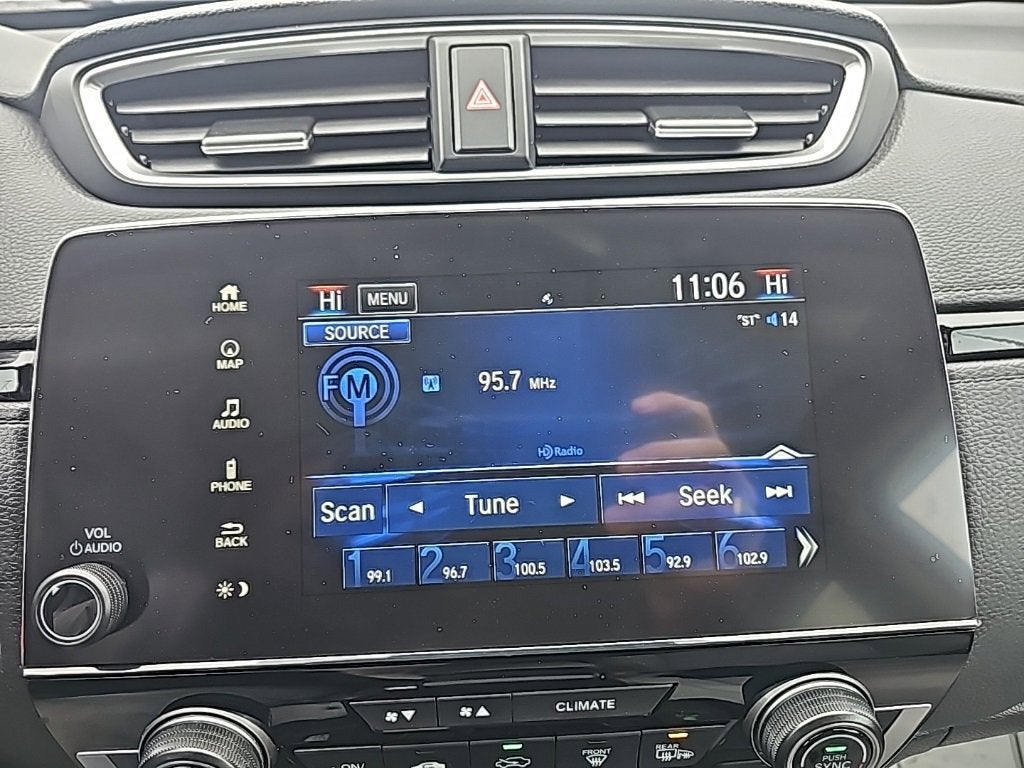 HOME
MAP
AUDIO
PHONE
BACK
VOL
AUDIO
Hi MENU 11:06 Hi
SOURCE "ST" 14
FM 95.7 MHz
HD Radio
Scan Tune Seek
1 99.1 2 96.7 3 100.5 4 103.5 5 92.9 6 102.9
CLIMATE
ON/
FRONT
REAR
PUSH
SYNC